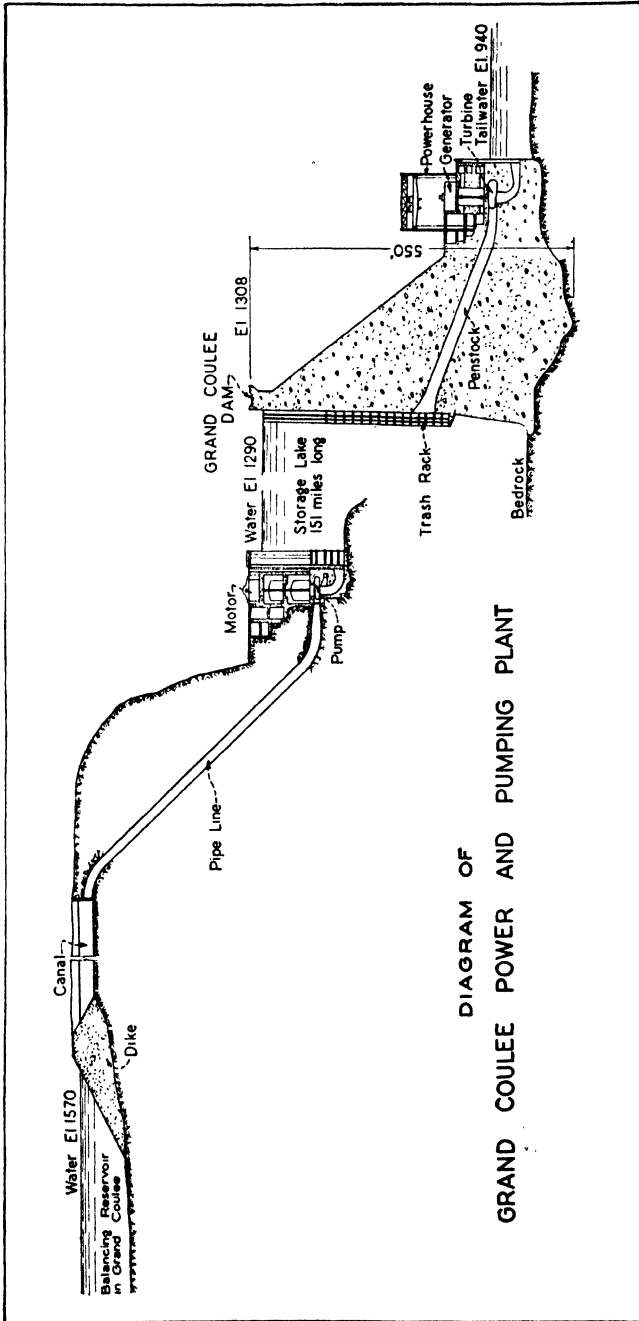 Water El 1570
Balancing Reservoir
in Grand Coulee
Dike
Canal
Pipe Line
Motor
Pump
Water El 1290
Storage Lake
151 miles long
GRAND COULEE
DAM
El 1308
550'
Trash Rack
Penstock
Bedrock
Powerhouse
Generator
Turbine
Tailwater El. 940
DIAGRAM OF
GRAND COULEE POWER AND PUMPING PLANT